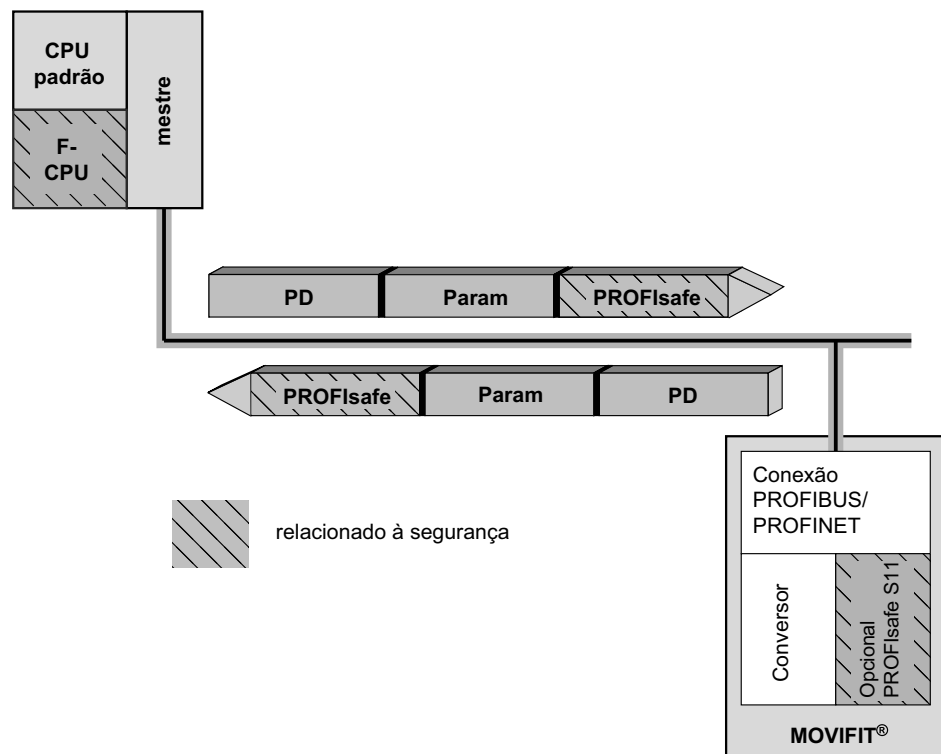 CPU
padrão
F-
CPU
mestre
PD
Param
PROFIsafe
PROFIsafe
Param
PD
relacionado à segurança
Conexão
PROFIBUS/
PROFINET
Conversor
Opcional
PROFIsafe S11
MOVIFIT®